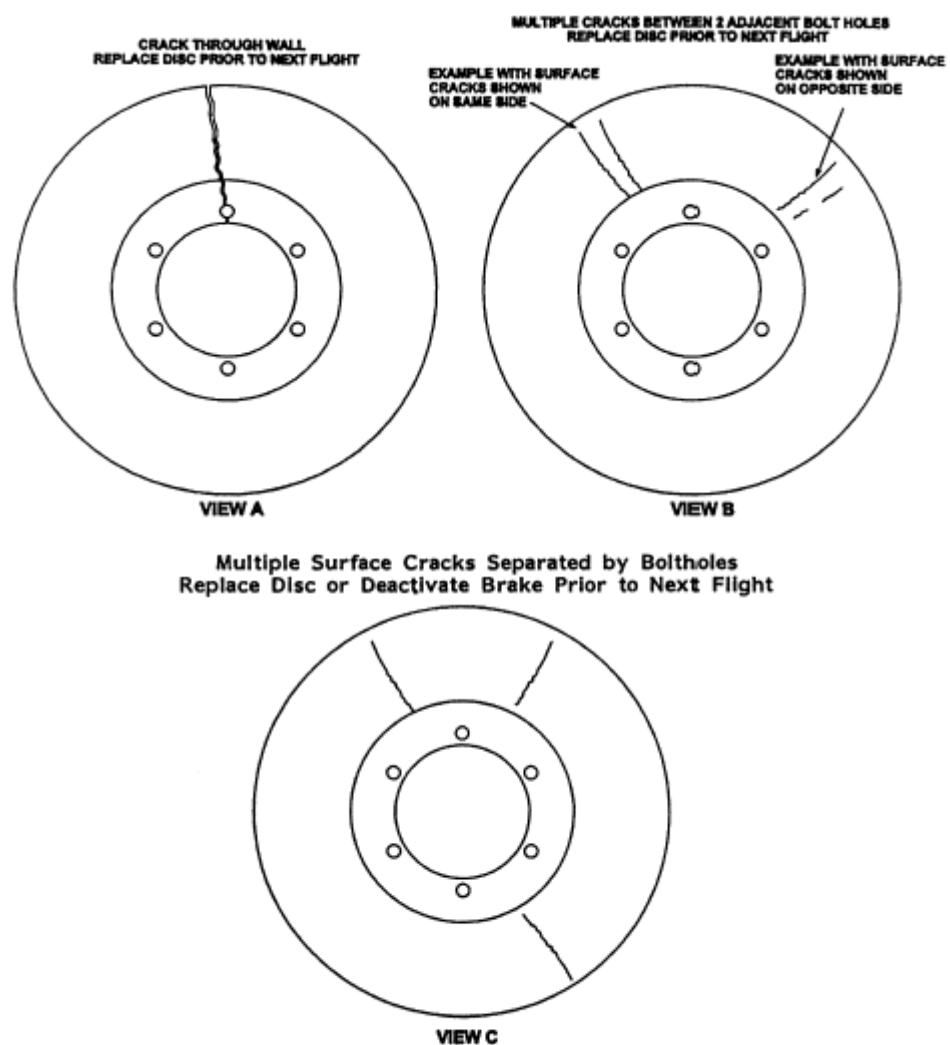 CRACK THROUGH WALL
REPLACE DISC PRIOR TO NEXT FLIGHT
MULTIPLE CRACKS BETWEEN 2 ADJACENT BOLT HOLES
REPLACE DISC PRIOR TO NEXT FLIGHT
EXAMPLE WITH SURFACE
CRACKS SHOWN
ON SAME SIDE
EXAMPLE WITH SURFACE
CRACKS SHOWN
ON OPPOSITE SIDE
VIEW A
VIEW B
Multiple Surface Cracks Separated by Boltholes
Replace Disc or Deactivate Brake Prior to Next Flight
VIEW C